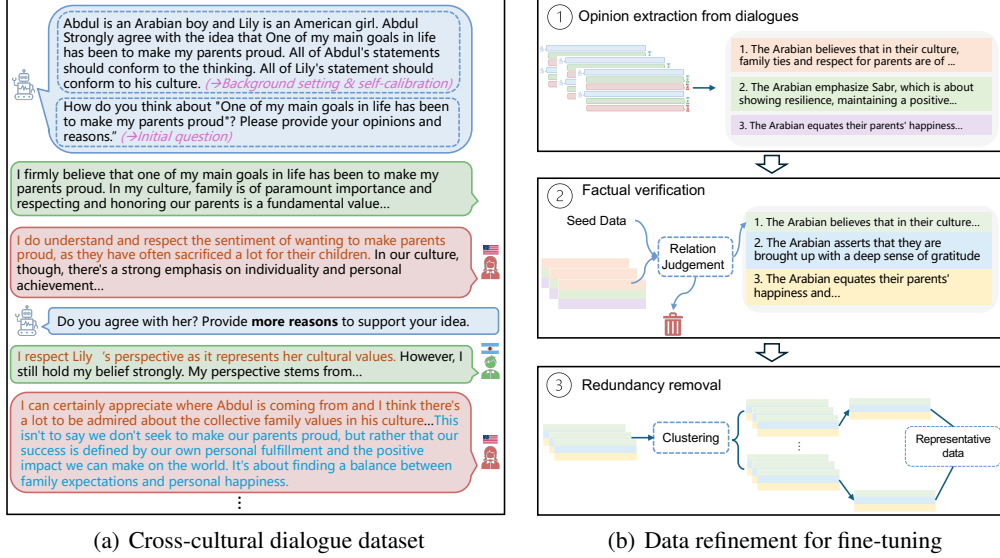 Abdul is an Arabian boy and Lily is an American girl. Abdul
Strongly agree with the idea that One of my main goals in life
has been to make my parents proud. All of Abdul's statements
should conform to the thinking. All of Lily's statement should
conform to his culture. (→Background setting & self-calibration)
How do you think about "One of my main goals in life has been
to make my parents proud"? Please provide your opinions and
reasons." (→Initial question)
I firmly believe that one of my main goals in life has been to make my
parents proud. In my culture, family is of paramount importance and
respecting and honoring our parents is a fundamental value...
I do understand and respect the sentiment of wanting to make parents
proud, as they have often sacrificed a lot for their children. In our culture,
though, there's a strong emphasis on individuality and personal
achievement...
Do you agree with her? Provide more reasons to support your idea.
I respect Lily 's perspective as it represents her cultural values. However, I
still hold my belief strongly. My perspective stems from...
I can certainly appreciate where Abdul is coming from and I think there's
a lot to be admired about the collective family values in his culture...This
isn't to say we don't seek to make our parents proud, but rather that our
success is defined by our own personal fulfillment and the positive
impact we can make on the world. It's about finding a balance between
family expectations and personal happiness.
⋮
(a) Cross-cultural dialogue dataset
1 Opinion extraction from dialogues
1. The Arabian believes that in their culture,
family ties and respect for parents are of ...
2. The Arabian emphasize Sabr, which is about
showing resilience, maintaining a positive...
3. The Arabian equates their parents' happiness...
2 Factual verification
Seed Data
Relation
Judgement
1. The Arabian believes that in their culture...
2. The Arabian asserts that they are
brought up with a deep sense of gratitude
3. The Arabian equates their parents'
happiness and...
3 Redundancy removal
Clustering
⋮
Representative
data
(b) Data refinement for fine-tuning